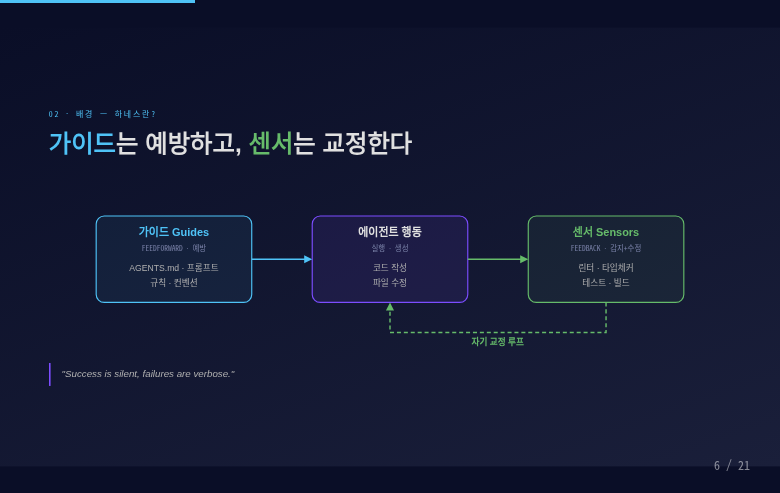 02 · 배경 — 하네스란?
가이드는 예방하고, 센서는 교정한다
가이드 Guides
FEEDFORWARD · 예방
AGENTS.md · 프롬프트
규칙 · 컨벤션
에이전트 행동
실행 · 생성
코드 작성
파일 수정
센서 Sensors
FEEDBACK · 감지+수정
린터 · 타입체커
테스트 · 빌드
자기 교정 루프
"Success is silent, failures are verbose."
6 / 21